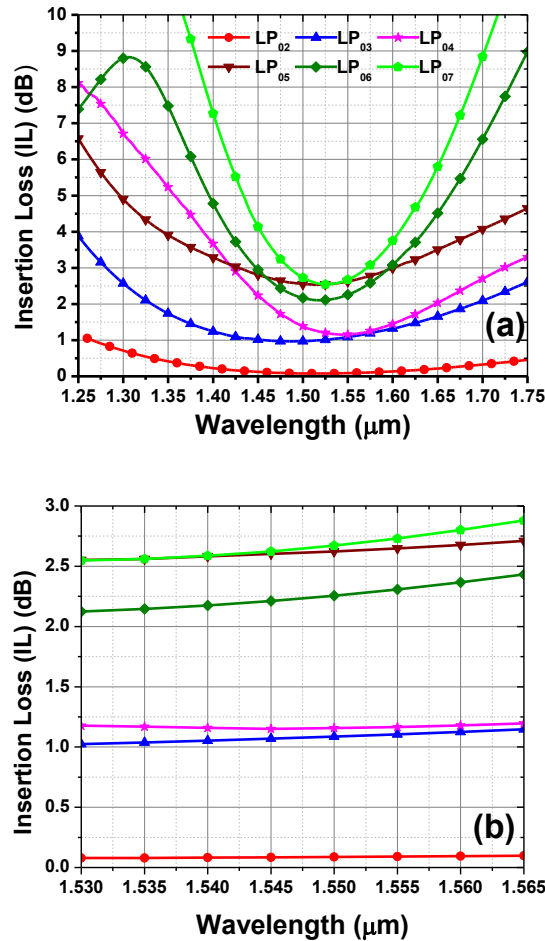 10
9
8
7
6
5
4
3
2
1
0
Insertion Loss (IL) (dB)
LP02 LP03 LP04
LP05 LP06 LP07
(a)
1.25 1.30 1.35 1.40 1.45 1.50 1.55 1.60 1.65 1.70 1.75
Wavelength (μm)
3.0
2.5
2.0
1.5
1.0
0.5
0.0
Insertion Loss (IL) (dB)
(b)
1.530 1.535 1.540 1.545 1.550 1.555 1.560 1.565
Wavelength (μm)